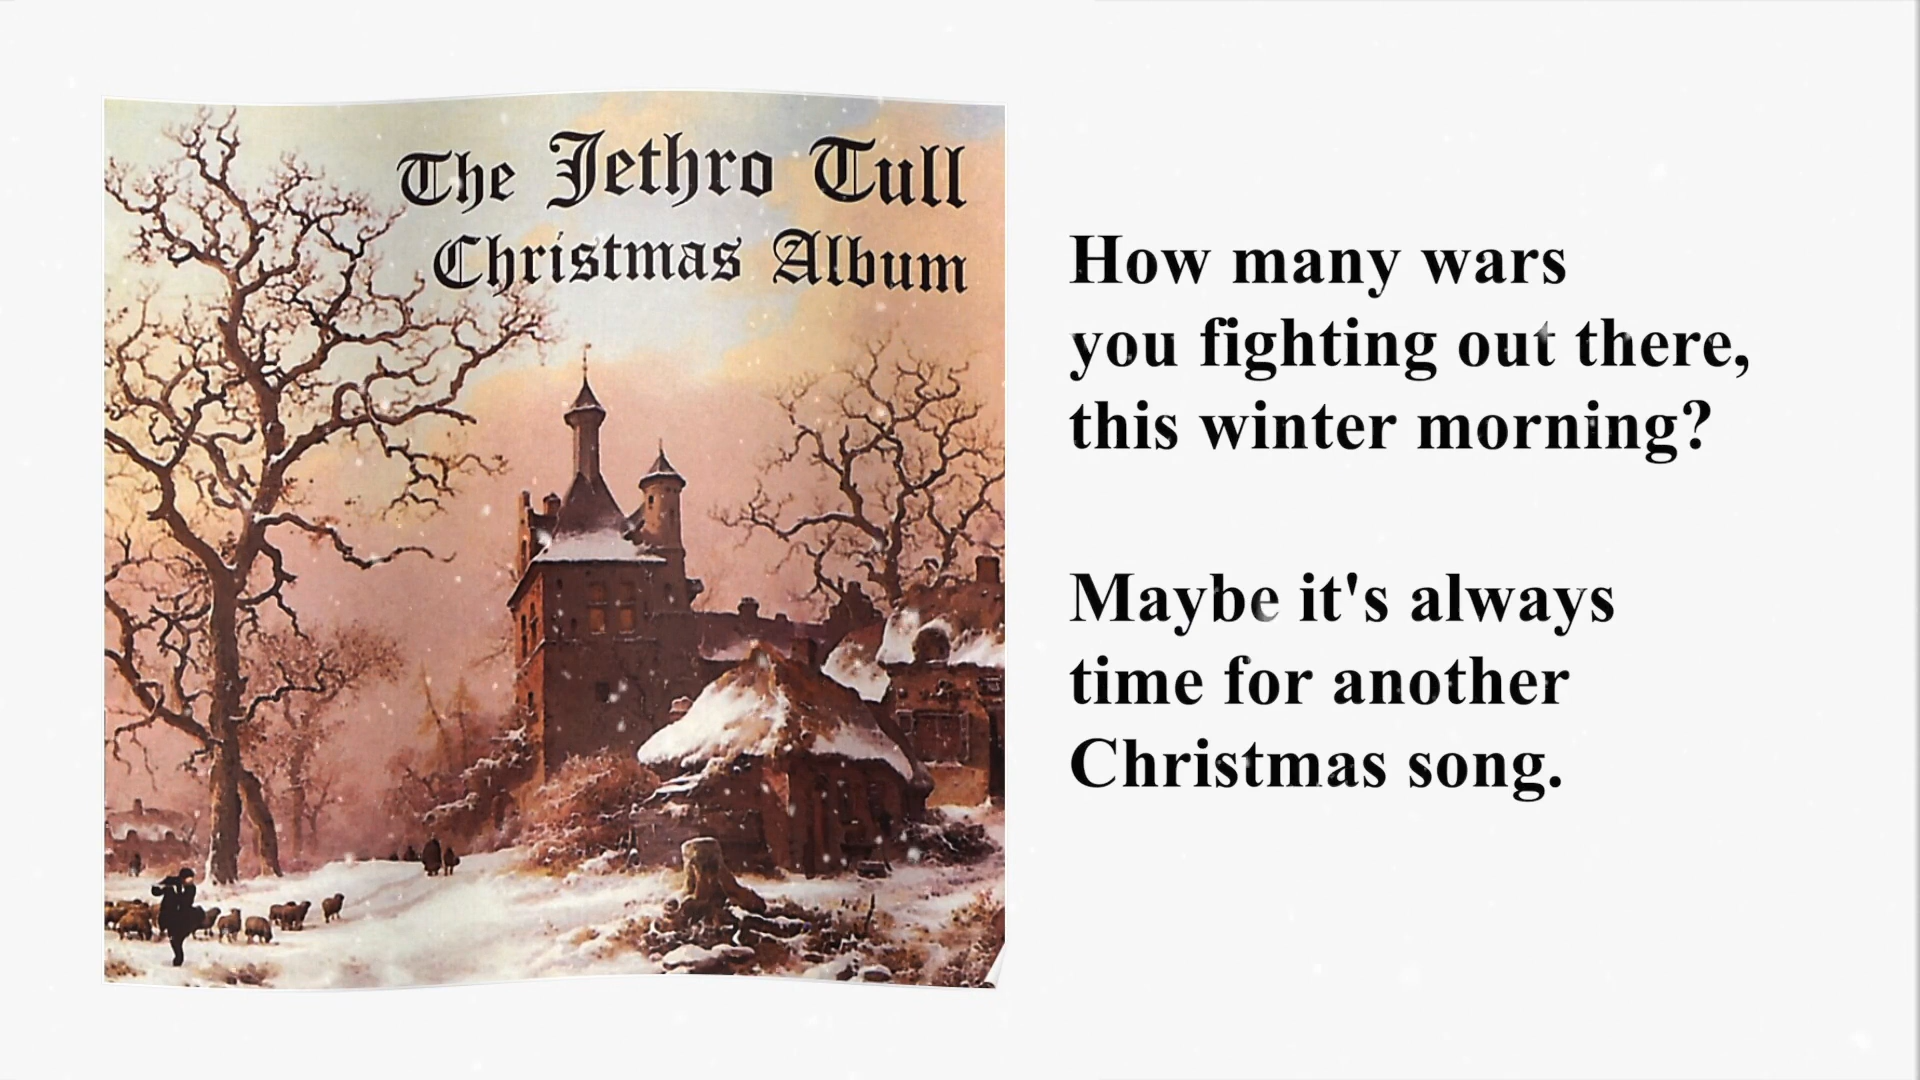 The Jethro Tull
Christmas Album
How many wars
you fighting out there,
this winter morning?
Maybe it's always
time for another
Christmas song.